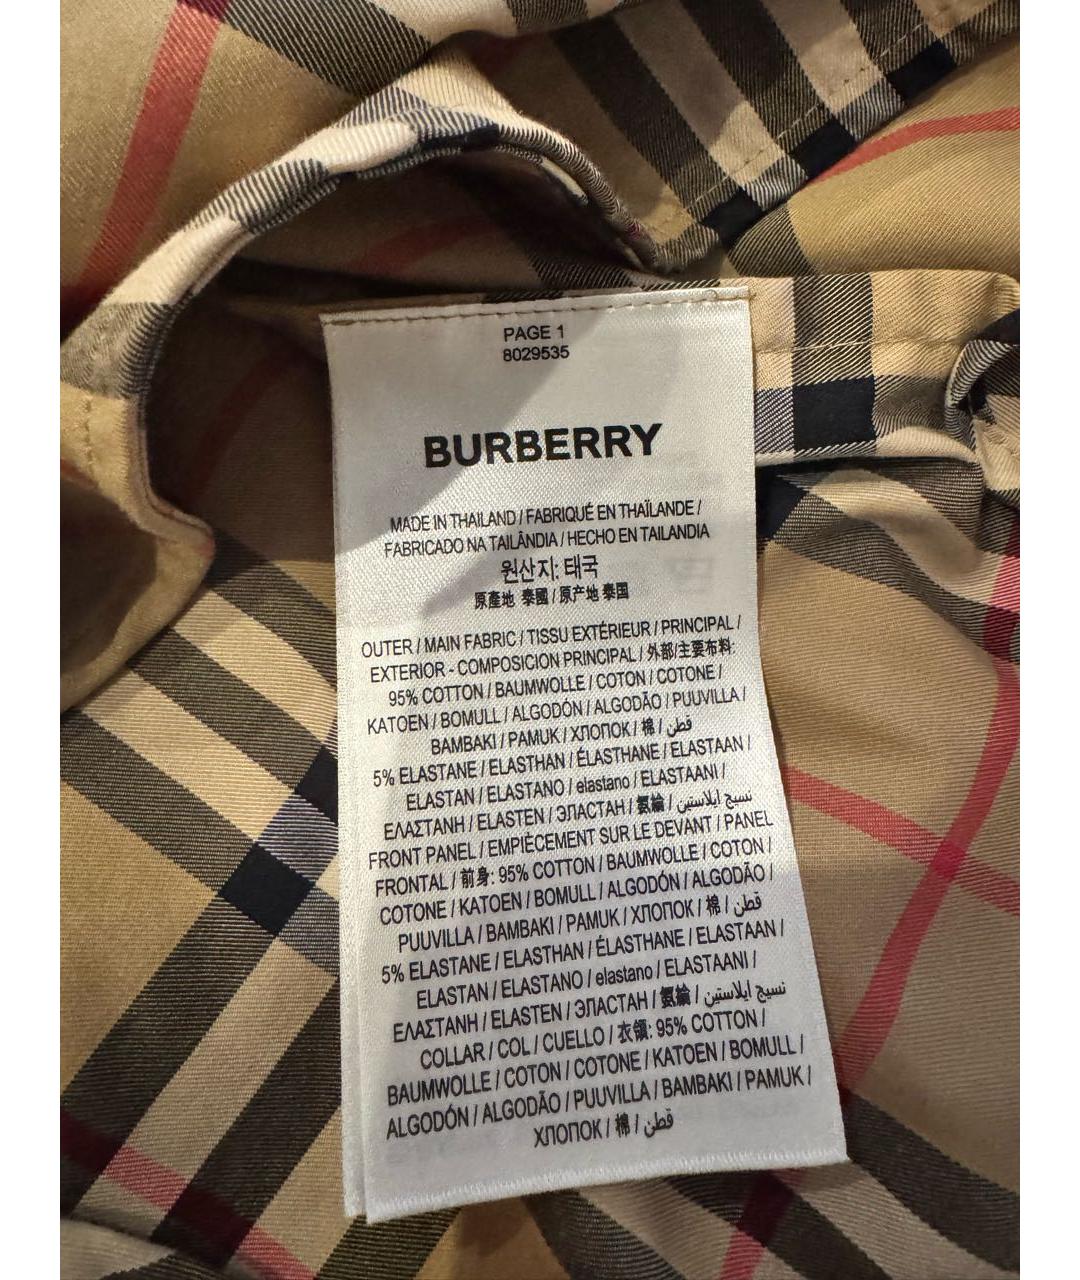 PAGE 1
8029535
BURBERRY
MADE IN THAILAND / FABRIQUÉ EN THAÏLANDE /
FABRICADO NA TAILÂNDIA / HECHO EN TAILANDIA
원산지: 태국
原產地 泰國 / 原产地 泰国
OUTER / MAIN FABRIC / TISSU EXTÉRIEUR / PRINCIPAL /
EXTERIOR - COMPOSICION PRINCIPAL / 外部/主要布料:
95% COTTON / BAUMWOLLE / COTON / COTONE /
KATOEN / BOMULL / ALGODÓN / ALGODÃO / PUUVILLA /
BAMBAKI / PAMUK / ХЛОПОК / 棉 / قطن
5% ELASTANE / ELASTHAN / ÉLASTHANE / ELASTAAN /
ELASTAN / ELASTANO / elastano / ELASTAANI /
ΕΛΑΣΤΑΝΗ / ELASTEN / ЭЛАСТАН / 氨綸 / نسيج ايلاستين
FRONT PANEL / EMPIÈCEMENT SUR LE DEVANT / PANEL
FRONTAL / 前身: 95% COTTON / BAUMWOLLE / COTON /
COTONE / KATOEN / BOMULL / ALGODÓN / ALGODÃO /
PUUVILLA / BAMBAKI / PAMUK / ХЛОПОК / 棉 / قطن
5% ELASTANE / ELASTHAN / ÉLASTHANE / ELASTAAN /
ELASTAN / ELASTANO / elastano / ELASTAANI /
ΕΛΑΣΤΑΝΗ / ELASTEN / ЭЛАСТАН / 氨綸 / نسيج ايلاستين
COLLAR / COL / CUELLO / 衣領: 95% COTTON /
BAUMWOLLE / COTON / COTONE / KATOEN / BOMULL /
ALGODÓN / ALGODÃO / PUUVILLA / BAMBAKI / PAMUK /
ХЛОПОК / 棉 / قطن